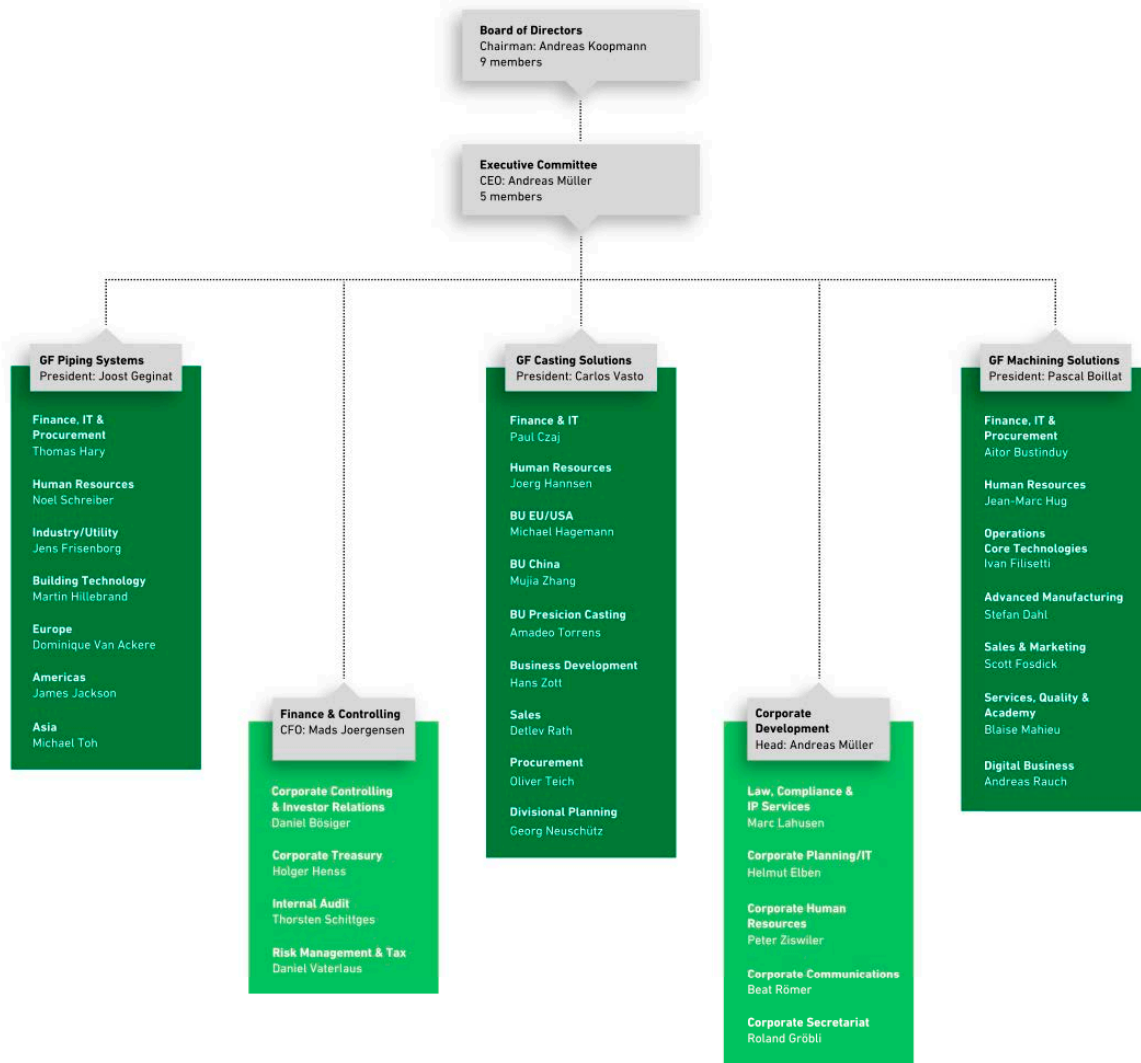 Board of Directors
Chairman: Andreas Koopmann
9 members
Executive Committee
CEO: Andreas Müller
5 members
GF Piping Systems
President: Joost Geginat
Finance, IT &
Procurement
Thomas Hary
Human Resources
Noel Schreiber
Industry/Utility
Jens Frisenborg
Building Technology
Martin Hillebrand
Europe
Dominique Van Ackere
Americas
James Jackson
Asia
Michael Toh
Finance & Controlling
CFO: Mads Joergensen
Corporate Controlling
& Investor Relations
Daniel Bösiger
Corporate Treasury
Holger Henss
Internal Audit
Thorsten Schittges
Risk Management & Tax
Daniel Vaterlaus
GF Casting Solutions
President: Carlos Vasto
Finance & IT
Paul Czaj
Human Resources
Joerg Hannsen
BU EU/USA
Michael Hagemann
BU China
Mujia Zhang
BU Presicion Casting
Amadeo Torrens
Business Development
Hans Zott
Sales
Detlev Rath
Procurement
Oliver Teich
Divisional Planning
Georg Neuschütz
Corporate
Development
Head: Andreas Müller
Law, Compliance &
IP Services
Marc Lahusen
Corporate Planning/IT
Helmut Elben
Corporate Human
Resources
Peter Ziswiler
Corporate Communications
Beat Römer
Corporate Secretariat
Roland Gröbli
GF Machining Solutions
President: Pascal Boillat
Finance, IT &
Procurement
Aitor Bustinduy
Human Resources
Jean-Marc Hug
Operations
Core Technologies
Ivan Filisetti
Advanced Manufacturing
Stefan Dahl
Sales & Marketing
Scott Fosdick
Services, Quality &
Academy
Blaise Mahieu
Digital Business
Andreas Rauch